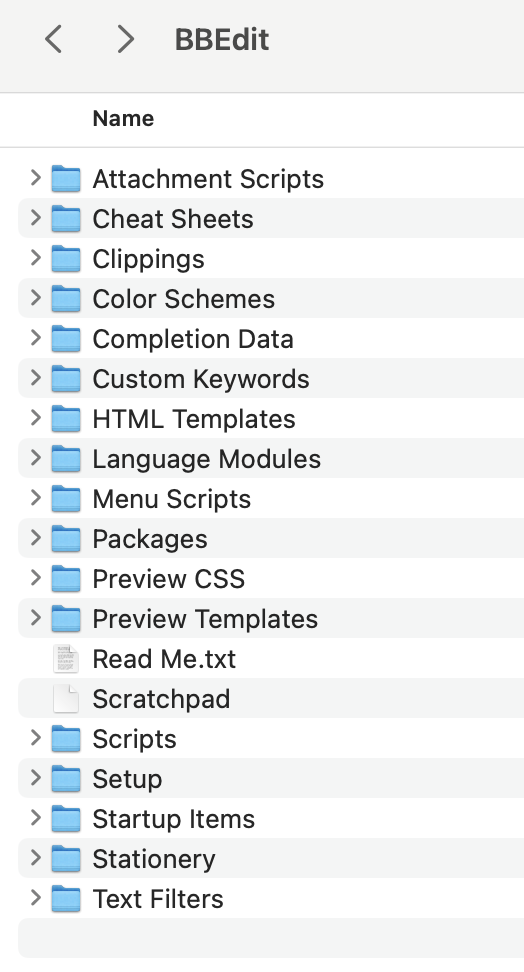 BBEdit
Name
Attachment Scripts
Cheat Sheets
Clippings
Color Schemes
Completion Data
Custom Keywords
HTML Templates
Language Modules
Menu Scripts
Packages
Preview CSS
Preview Templates
Read Me.txt
Scratchpad
Scripts
Setup
Startup Items
Stationery
Text Filters